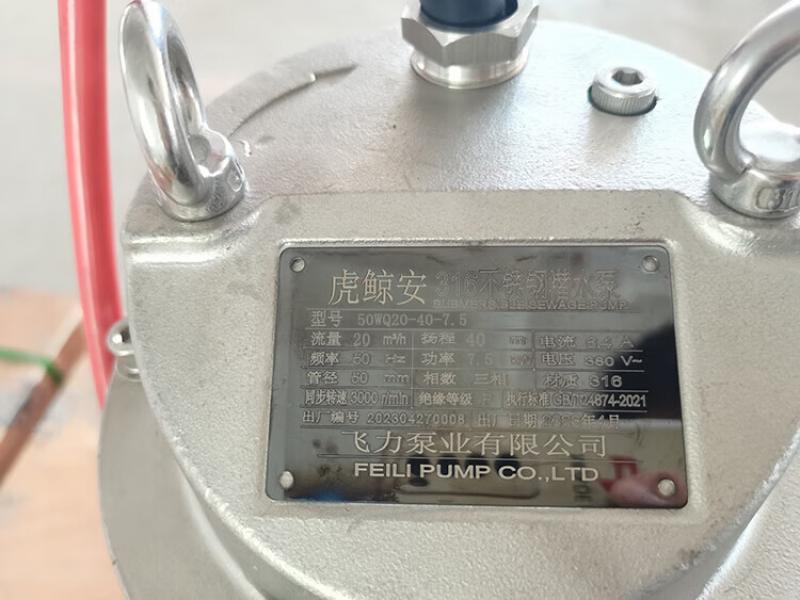 虎鲸安 316不锈钢潜水泵
SUBMERSIBLE SEWAGE PUMP
型号 50WQ20-40-7.5
流量 20 m³/h 扬程 40 电流 A
频率 50 Hz 功率 7.5 电压 380 V~
管径 50 mm 相数 三相 材质 316
同步转速 3000 r/min 绝缘等级 F 执行标准 GB/T24874-2021
出厂编号 202304270008 出厂日期
飞力泵业有限公司
FEILI PUMP CO.,LTD